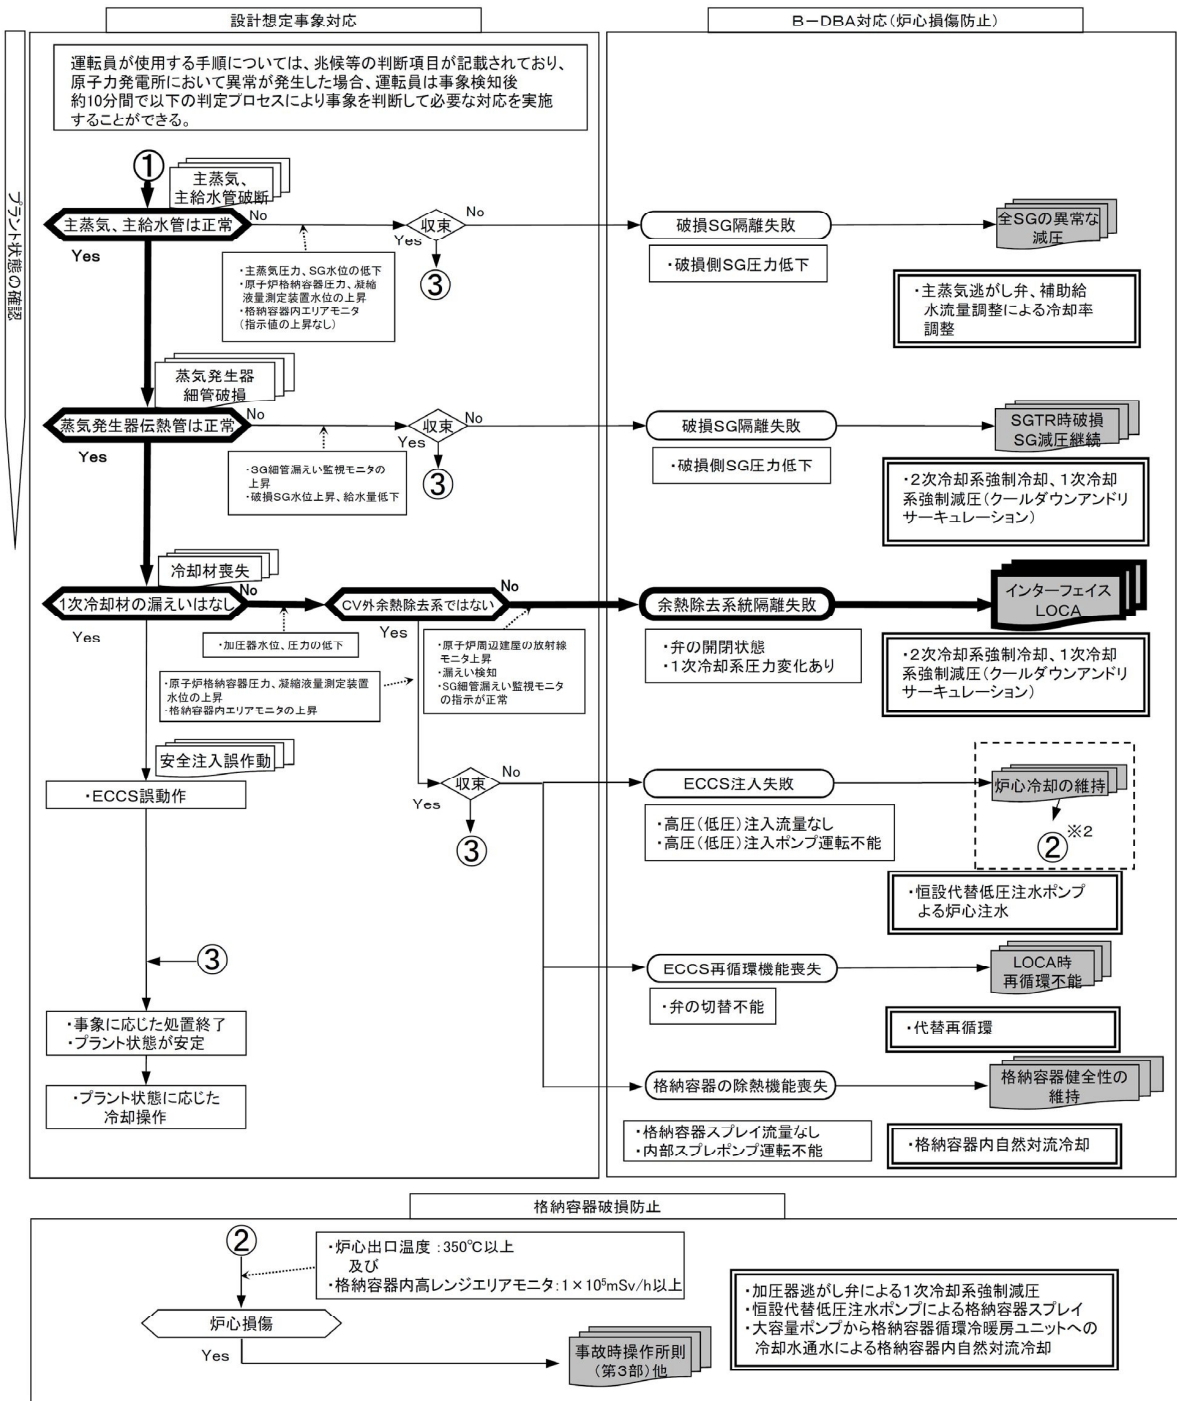 設計想定事象対応
B-DBA対応(炉心損傷防止)
プラント状態の確認
運転員が使用する手順については、兆候等の判断項目が記載されており、
原子力発電所において異常が発生した場合、運転員は事象検知後
約10分間で以下の判定プロセスにより事象を判断して必要な対応を実施
することができる。
①
主蒸気、
主給水管破断
主蒸気、主給水管は正常
No
収束
No
破損SG隔離失敗
全SGの異常な
減圧
Yes
Yes
③
・主蒸気圧力、SG水位の低下
・原子炉格納容器圧力、凝縮
液量測定装置水位の上昇
・格納容器内エリアモニタ
(指示値の上昇なし)
・破損側SG圧力低下
・主蒸気逃がし弁、補助給
水流量調整による冷却率
調整
蒸気発生器
細管破損
蒸気発生器伝熱管は正常
No
収束
No
破損SG隔離失敗
SGTR時破損
SG減圧継続
Yes
Yes
③
・SG細管漏えい監視モニタの
上昇
・破損SG水位上昇、給水量低下
・破損側SG圧力低下
・2次冷却系強制冷却、1次冷却
系強制減圧(クールダウンアンドリ
サーキュレーション)
冷却材喪失
1次冷却材の漏えいはなし
No
CV外余熱除去系ではない
No
余熱除去系統隔離失敗
インターフェイス
LOCA
Yes
Yes
・加圧器水位、圧力の低下
・原子炉格納容器圧力、凝縮液量測定装置
水位の上昇
・格納容器内エリアモニタの上昇
・原子炉周辺建屋の放射線
モニタ上昇
・漏えい検知
・SG細管漏えい監視モニタ
の指示が正常
・弁の開閉状態
・1次冷却系圧力変化あり
・2次冷却系強制冷却、1次冷却
系強制減圧(クールダウンアンドリ
サーキュレーション)
安全注入誤作動
・ECCS誤動作
収束
No
Yes
③
ECCS注入失敗
炉心冷却の維持
②※2
・高圧(低圧)注入流量なし
・高圧(低圧)注入ポンプ運転不能
・恒設代替低圧注水ポンプ
よる炉心注水
③
ECCS再循環機能喪失
LOCA時
再循環不能
・弁の切替不能
・代替再循環
・事象に応じた処置終了
・プラント状態が安定
・プラント状態に応じた
冷却操作
格納容器の除熱機能喪失
格納容器健全性の
維持
・格納容器スプレイ流量なし
・内部スプレポンプ運転不能
・格納容器内自然対流冷却
格納容器破損防止
②
・炉心出口温度:350℃以上
及び
・格納容器内高レンジエリアモニタ:1×10⁵mSv/h以上
炉心損傷
Yes
事故時操作所則
(第3部)他
・加圧器逃がし弁による1次冷却系強制減圧
・恒設代替低圧注水ポンプによる格納容器スプレイ
・大容量ポンプから格納容器循環冷暖房ユニットへの
冷却水通水による格納容器内自然対流冷却